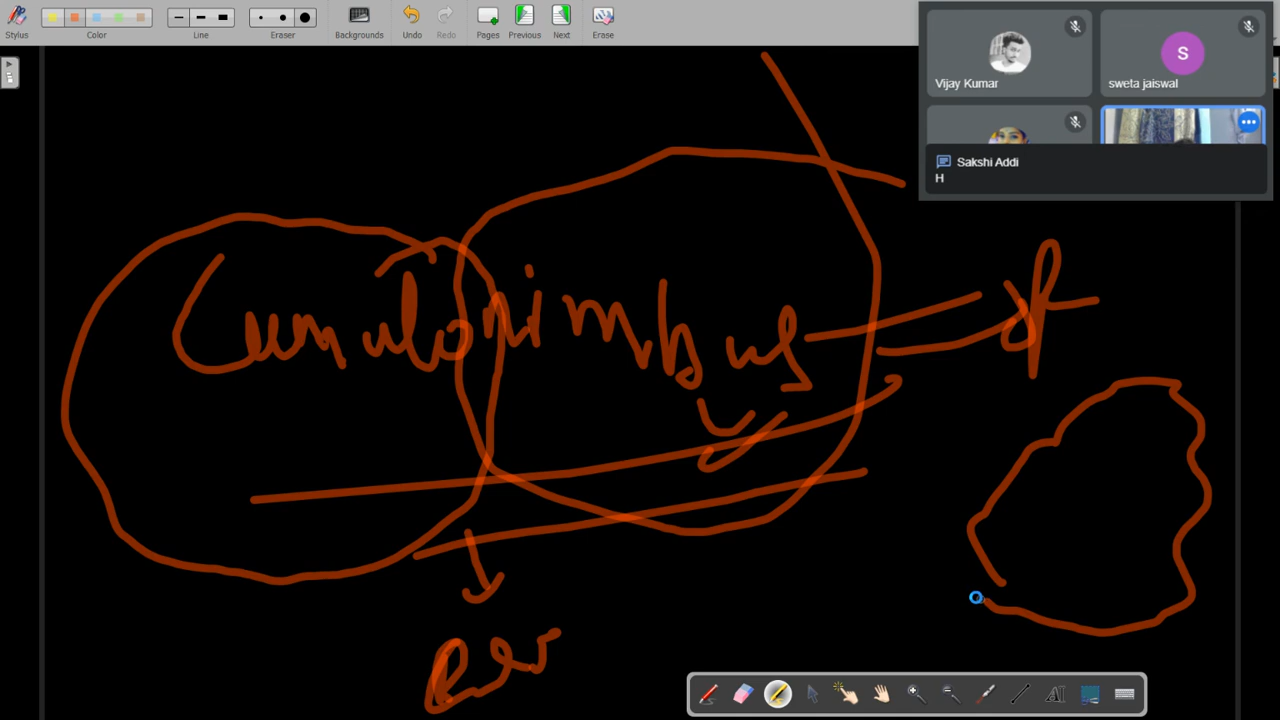 Stylus Color Line Eraser Backgrounds Undo Redo Pages Previous Next Erase
Vijay Kumar
S
sweta jaiswal
Sakshi Addi
H
Cumulonimbus